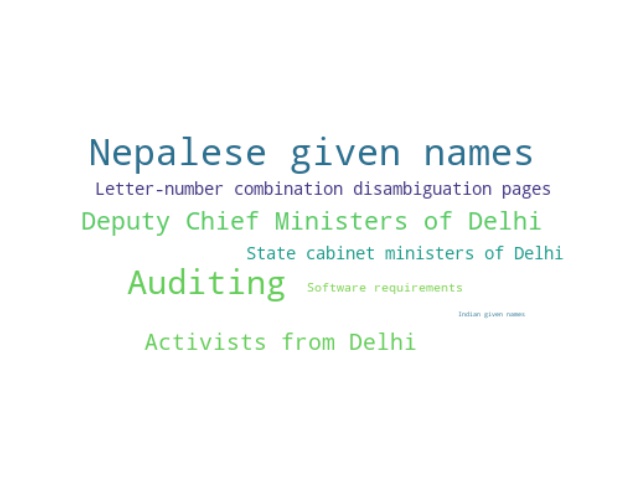 Nepalese given names
Letter-number combination disambiguation pages
Deputy Chief Ministers of Delhi
State cabinet ministers of Delhi
Auditing
Software requirements
Indian given names
Activists from Delhi